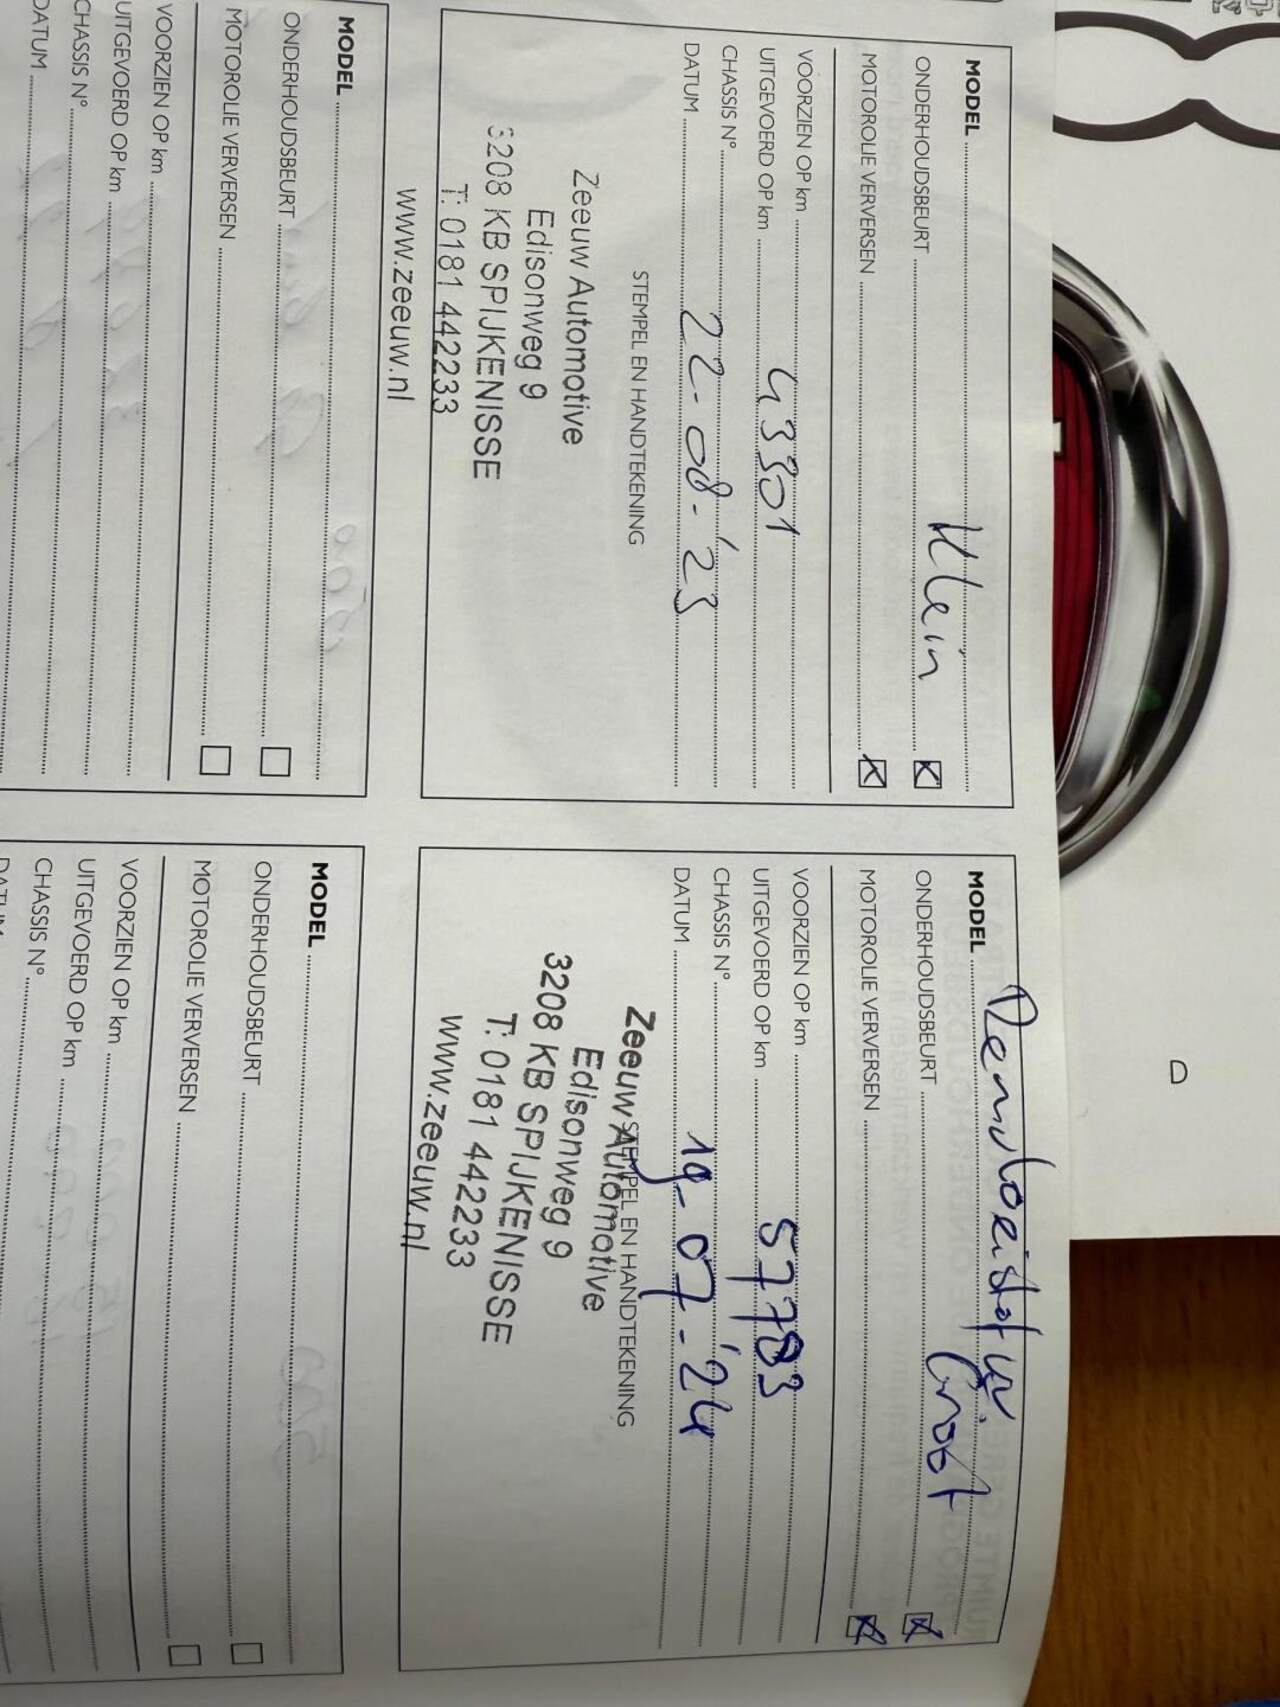 MODEL
ONDERHOUDSBEURT Klein
MOTOROLIE VERVERSEN
VOORZIEN OP km
UITGEVOERD OP km 43301
CHASSIS N°
DATUM 22-08-'23
STEMPEL EN HANDTEKENING
Zeeuw Automotive
Edisonweg 9
3208 KB SPIJKENISSE
T: 0181 442233
www.zeeuw.nl
Remvloeistof vv.
MODEL
ONDERHOUDSBEURT Groot
MOTOROLIE VERVERSEN
VOORZIEN OP km
UITGEVOERD OP km 57783
CHASSIS N°
DATUM 19-07-'24
STEMPEL EN HANDTEKENING
Zeeuw Automotive
Edisonweg 9
3208 KB SPIJKENISSE
T: 0181 442233
www.zeeuw.nl
MODEL
ONDERHOUDSBEURT
MOTOROLIE VERVERSEN
VOORZIEN OP km
UITGEVOERD OP km
CHASSIS N°
DATUM
MODEL
ONDERHOUDSBEURT
MOTOROLIE VERVERSEN
VOORZIEN OP km
UITGEVOERD OP km
CHASSIS N°
DATUM
D